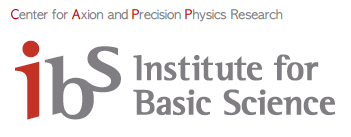 Center for Axion and Precision Physics Research
ibS Institute for
Basic Science